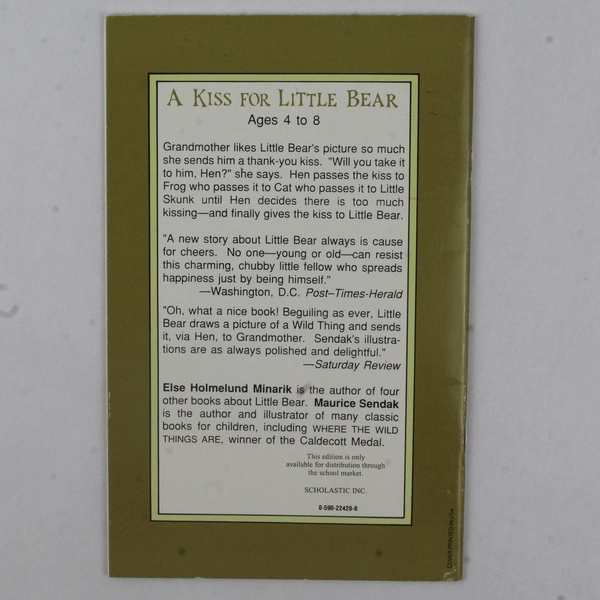 A KISS FOR LITTLE BEAR
Ages 4 to 8
Grandmother likes Little Bear's picture so much
she sends him a thank-you kiss. "Will you take it
to him, Hen?" she says. Hen passes the kiss to
Frog who passes it to Cat who passes it to Little
Skunk until Hen decides there is too much
kissing—and finally gives the kiss to Little Bear.
"A new story about Little Bear always is cause
for cheers. No one—young or old—can resist
this charming, chubby little fellow who spreads
happiness just by being himself."
—Washington, D.C. Post–Times-Herald
"Oh, what a nice book! Beguiling as ever, Little
Bear draws a picture of a Wild Thing and sends
it, via Hen, to Grandmother. Sendak's illustra-
tions are as always polished and delightful."
—Saturday Review
Else Holmelund Minarik is the author of four
other books about Little Bear. Maurice Sendak
is the author and illustrator of many classic
books for children, including WHERE THE WILD
THINGS ARE, winner of the Caldecott Medal.
This edition is only
available for distribution through
the school market.
SCHOLASTIC INC.
0-590-22429-8
COVER PRINTED IN USA